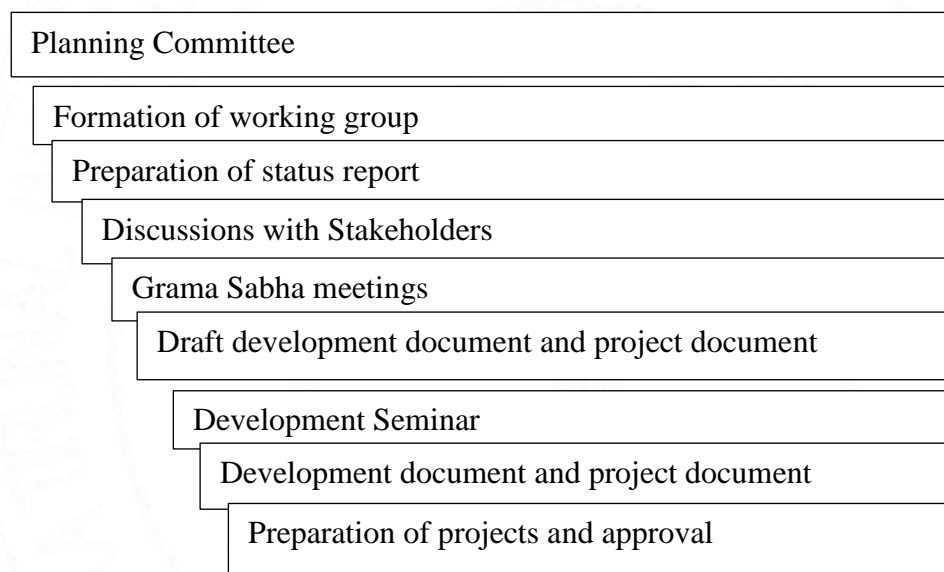 Planning Committee
Formation of working group
Preparation of status report
Discussions with Stakeholders
Grama Sabha meetings
Draft development document and project document
Development Seminar
Development document and project document
Preparation of projects and approval